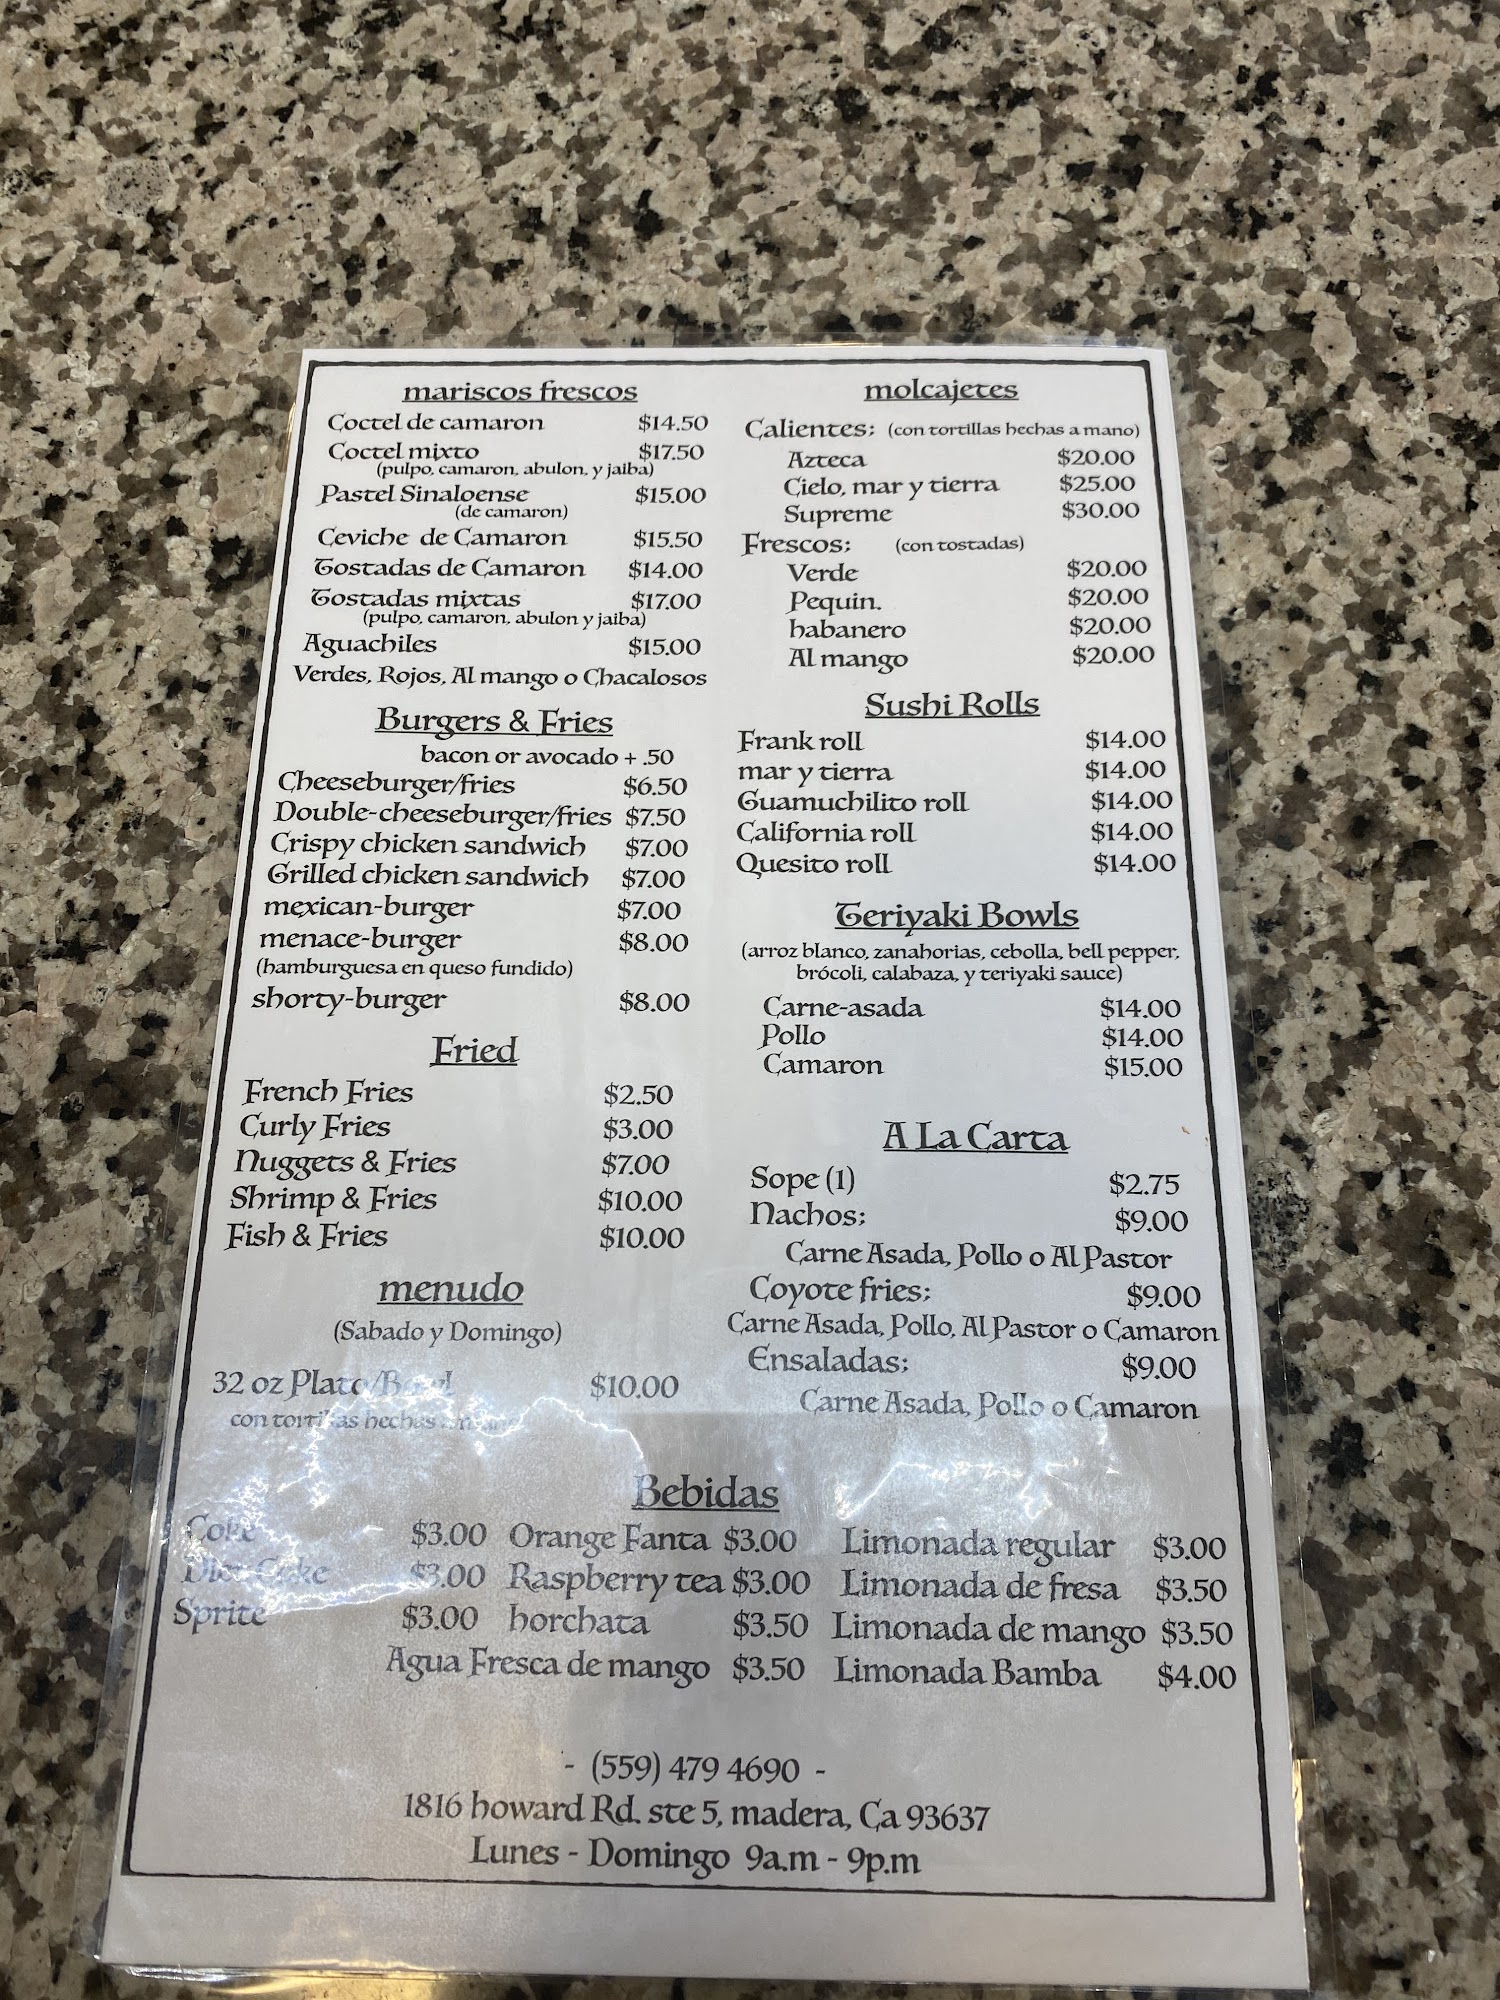 mariscos frescos
Coctel de camaron $14.50
Coctel mixto $17.50
(pulpo, camaron, abulon, y jaiba)
Pastel Sinaloense $15.00
(de camaron)
Ceviche de Camaron $15.50
Tostadas de Camaron $14.00
Tostadas mixtas $17.00
(pulpo, camaron, abulon y jaiba)
Aguachiles $15.00
Verdes, Rojos, Al mango o Chacalosos
Burgers & Fries
bacon or avocado + .50
Cheeseburger/fries $6.50
Double-cheeseburger/fries $7.50
Crispy chicken sandwich $7.00
Grilled chicken sandwich $7.00
mexican-burger $7.00
menace-burger $8.00
(hamburguesa en queso fundido)
shorty-burger $8.00
Fried
French Fries $2.50
Curly Fries $3.00
Nuggets & Fries $7.00
Shrimp & Fries $10.00
Fish & Fries $10.00
menudo
(Sabado y Domingo)
32 oz Plato/Bowl $10.00
con tortillas hechas
molcajetes
Calientes: (con tortillas hechas a mano)
Azteca $20.00
Cielo, mar y tierra $25.00
Supreme $30.00
Frescos: (con tostadas)
Verde $20.00
Pequin. $20.00
habanero $20.00
Al mango $20.00
Sushi Rolls
Frank roll $14.00
mar y tierra $14.00
Guamuchilito roll $14.00
California roll $14.00
Quesito roll $14.00
Teriyaki Bowls
(arroz blanco, zanahorias, cebolla, bell pepper,
brócoli, calabaza, y teriyaki sauce)
Carne-asada $14.00
Pollo $14.00
Camaron $15.00
A La Carta
Sope (1) $2.75
Nachos: $9.00
Carne Asada, Pollo o Al Pastor
Coyote fries: $9.00
Carne Asada, Pollo, Al Pastor o Camaron
Ensaladas: $9.00
Carne Asada, Pollo o Camaron
Bebidas
Coke $3.00 Orange Fanta $3.00 Limonada regular $3.00
Diet Coke $3.00 Raspberry tea $3.00 Limonada de fresa $3.50
Sprite $3.00 horchata $3.50 Limonada de mango $3.50
Agua Fresca de mango $3.50 Limonada Bamba $4.00
- (559) 479 4690 -
1816 howard Rd. ste 5, madera, Ca 93637
Lunes - Domingo 9a.m - 9p.m